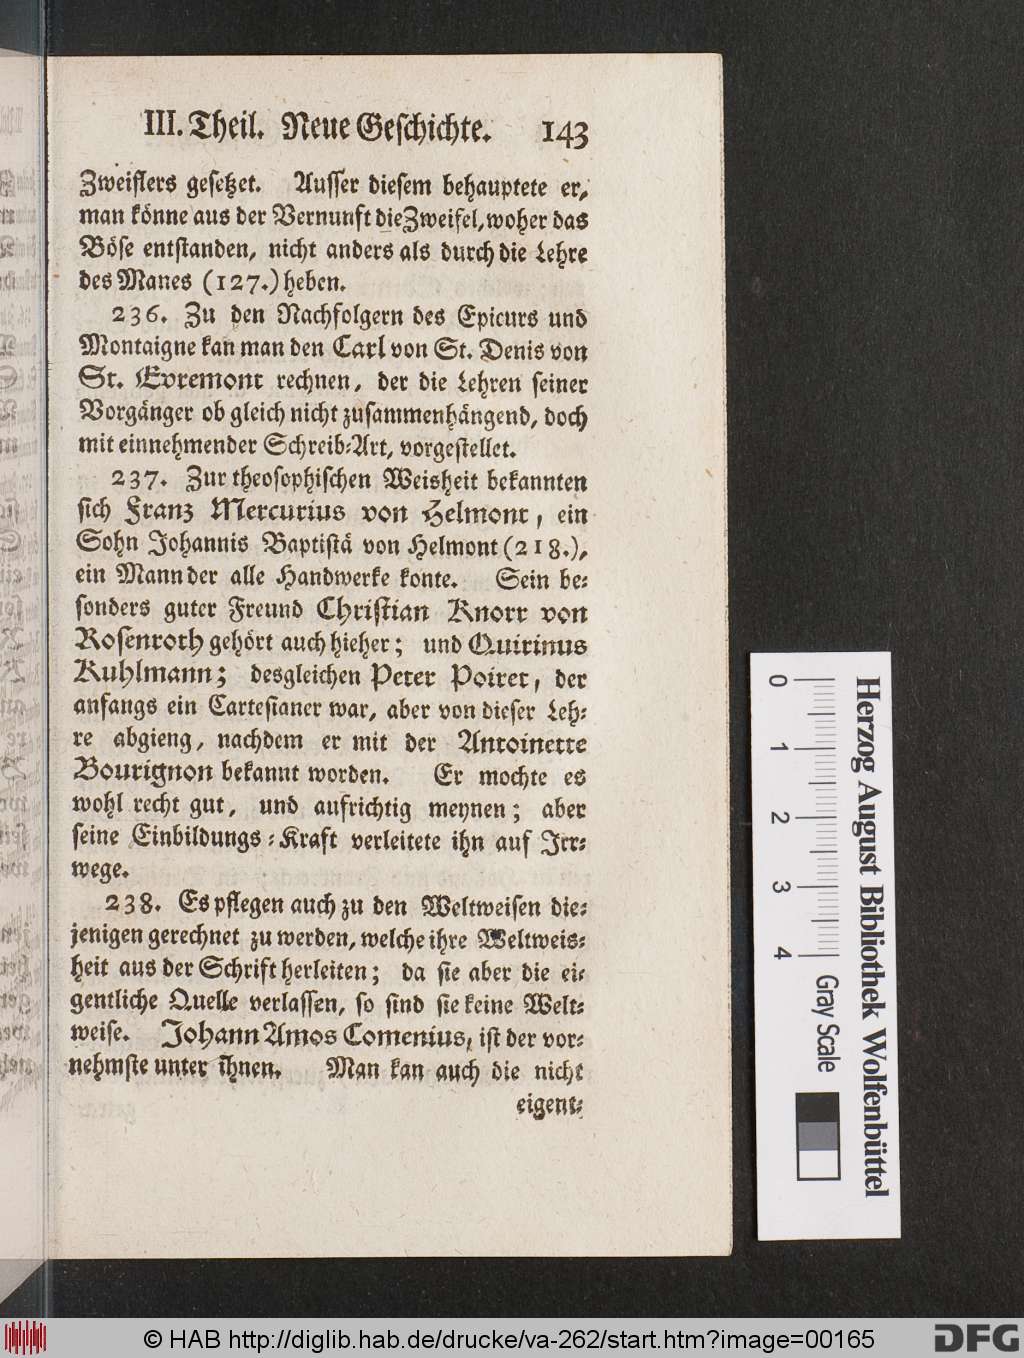 III. Theil. Neue Geschichte. 143
Zweiflers gesetzet. Ausser diesem behauptete er,
man könne aus der Vernunft die Zweifel, woher das
Böse entstanden, nicht anders als durch die Lehre
des Manes (127.) heben.
236. Zu den Nachfolgern des Epicurs und
Montaigne kan man den Carl von St. Denis von
St. Evremont rechnen, der die Lehren seiner
Vorgänger ob gleich nicht zusammenhängend, doch
mit einnehmender Schreib-Art, vorgestellet.
237. Zur theosophischen Weisheit bekannten
sich Franz Mercurius von Helmont, ein
Sohn Johannis Baptistä von Helmont (218.),
ein Mann der alle Handwerke konte. Sein be-
sonders guter Freund Christian Knorr von
Rosenroth gehört auch hieher; und Quirinus
Kuhlmann; desgleichen Peter Poiret, der
anfangs ein Cartesianer war, aber von dieser Leh-
re abgieng, nachdem er mit der Antoinette
Bourignon bekannt worden. Er mochte es
wohl recht gut, und aufrichtig meynen; aber
seine Einbildungs-Kraft verleitete ihn auf Irr-
wege.
238. Es pflegen auch zu den Weltweisen die-
jenigen gerechnet zu werden, welche ihre Weltweis-
heit aus der Schrift herleiten; da sie aber die ei-
gentliche Quelle verlassen, so sind sie keine Welt-
weise. Johann Amos Comenius, ist der vor-
nehmste unter ihnen. Man kan auch die nicht
eigent-
0 1 2 3 4
Gray Scale
Herzog August Bibliothek Wolfenbüttel
© HAB http://diglib.hab.de/drucke/va-262/start.htm?image=00165
DFG